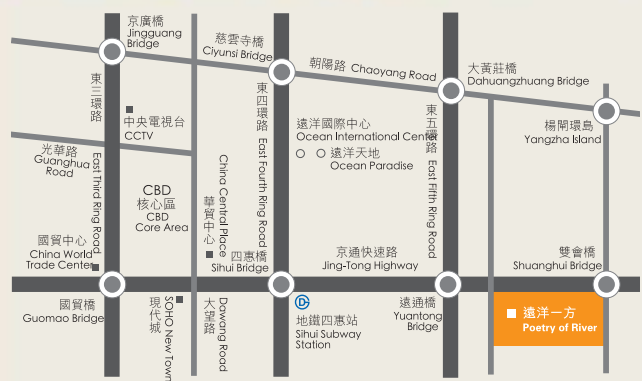 京廣橋
Jingguang
Bridge
慈雲寺橋
Ciyunsi Bridge
朝陽路 Chaoyang Road
大黃莊橋
Dahuangzhuang Bridge
東三環路
East Third Ring Road
中央電視台
CCTV
東四環路
East Fourth Ring Road
遠洋國際中心
Ocean International Center
遠洋天地
Ocean Paradise
東五環路
East Fifth Ring Road
楊閘環島
Yangzha Island
光華路
Guanghua
Road
CBD
核心區
CBD
Core Area
China Central Place
華貿中心
國貿中心
China World
Trade Center
四惠橋
Sihui Bridge
京通快速路
Jing-Tong Highway
雙會橋
Shuanghui Bridge
國貿橋
Guomao Bridge
現代城
SOHO New Town
大望路
Dawang Road
地鐵四惠站
Sihui Subway
Station
遠通橋
Yuantong
Bridge
遠洋一方
Poetry of River